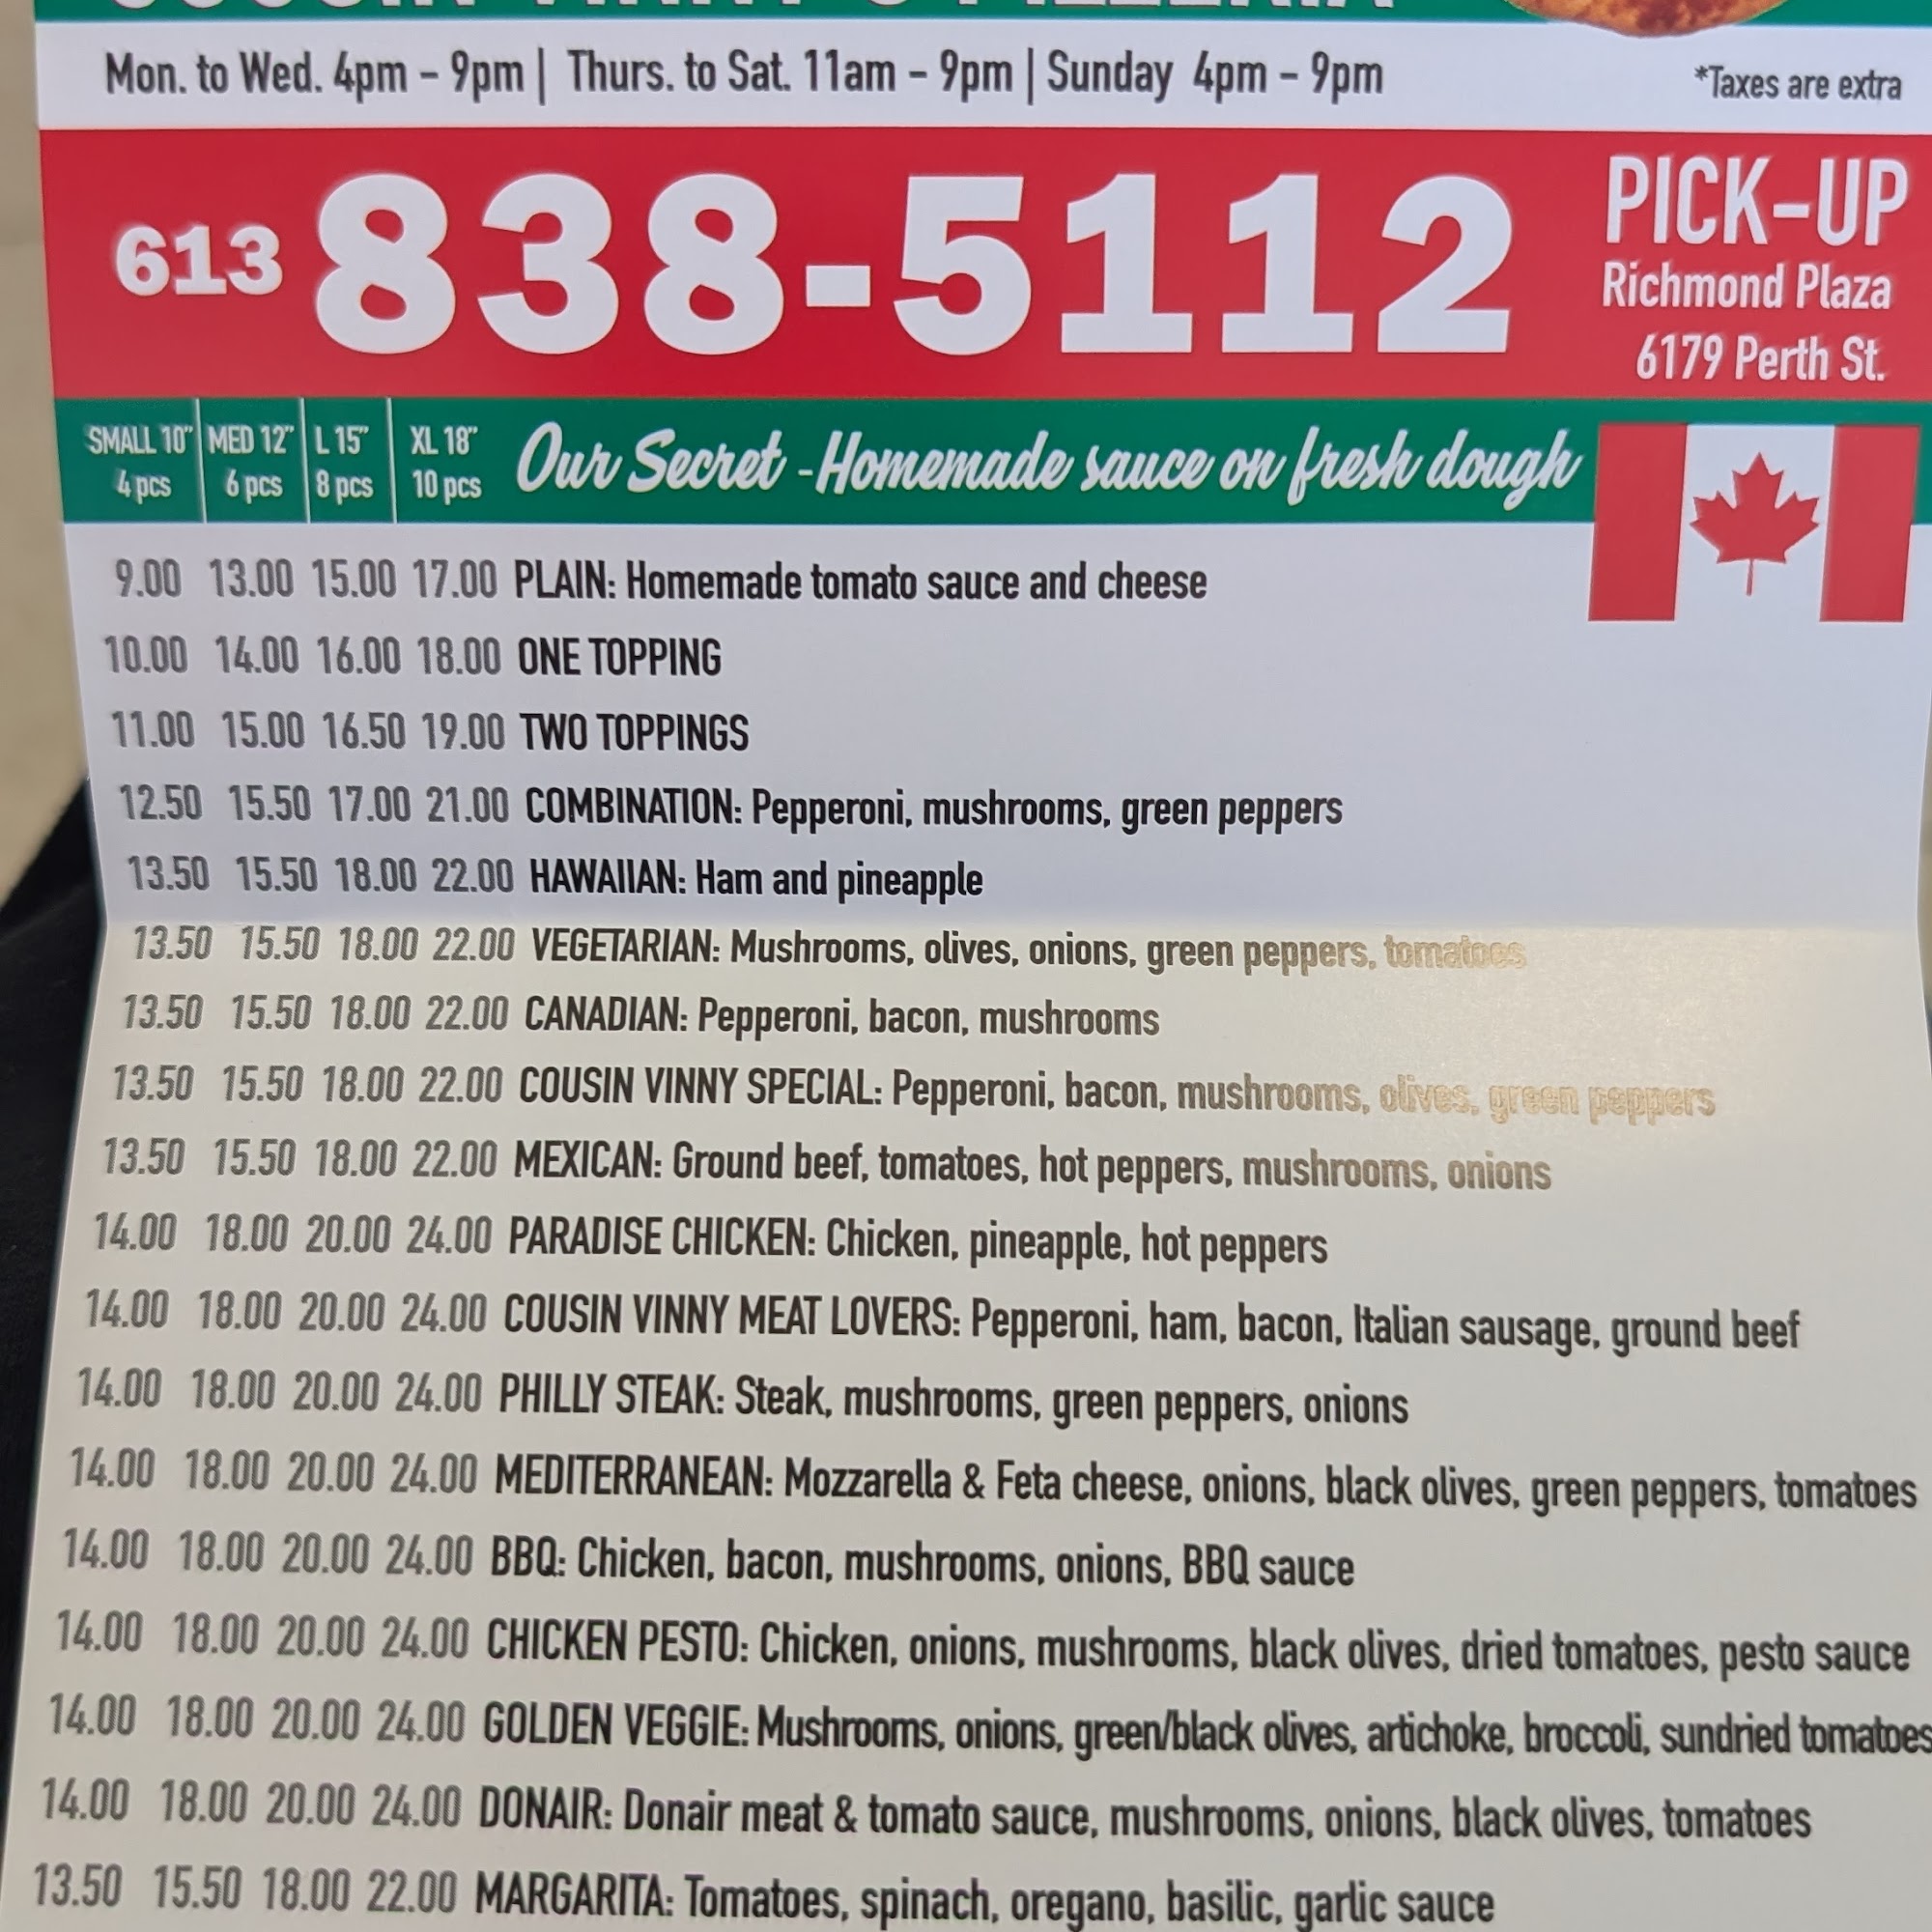 COUSIN VINNY'S PIZZERIA
Mon. to Wed. 4pm – 9pm | Thurs. to Sat. 11am – 9pm | Sunday 4pm – 9pm
*Taxes are extra
613 838-5112
PICK-UP
Richmond Plaza
6179 Perth St.
SMALL 10" MED 12" L 15" XL 18"
4 pcs 6 pcs 8 pcs 10 pcs
Our Secret - Homemade sauce on fresh dough
9.00 13.00 15.00 17.00 PLAIN: Homemade tomato sauce and cheese
10.00 14.00 16.00 18.00 ONE TOPPING
11.00 15.00 16.50 19.00 TWO TOPPINGS
12.50 15.50 17.00 21.00 COMBINATION: Pepperoni, mushrooms, green peppers
13.50 15.50 18.00 22.00 HAWAIIAN: Ham and pineapple
13.50 15.50 18.00 22.00 VEGETARIAN: Mushrooms, olives, onions, green peppers, tomatoes
13.50 15.50 18.00 22.00 CANADIAN: Pepperoni, bacon, mushrooms
13.50 15.50 18.00 22.00 COUSIN VINNY SPECIAL: Pepperoni, bacon, mushrooms, olives, green peppers
13.50 15.50 18.00 22.00 MEXICAN: Ground beef, tomatoes, hot peppers, mushrooms, onions
14.00 18.00 20.00 24.00 PARADISE CHICKEN: Chicken, pineapple, hot peppers
14.00 18.00 20.00 24.00 COUSIN VINNY MEAT LOVERS: Pepperoni, ham, bacon, Italian sausage, ground beef
14.00 18.00 20.00 24.00 PHILLY STEAK: Steak, mushrooms, green peppers, onions
14.00 18.00 20.00 24.00 MEDITERRANEAN: Mozzarella & Feta cheese, onions, black olives, green peppers, tomatoes
14.00 18.00 20.00 24.00 BBQ: Chicken, bacon, mushrooms, onions, BBQ sauce
14.00 18.00 20.00 24.00 CHICKEN PESTO: Chicken, onions, mushrooms, black olives, dried tomatoes, pesto sauce
14.00 18.00 20.00 24.00 GOLDEN VEGGIE: Mushrooms, onions, green/black olives, artichoke, broccoli, sundried tomatoes
14.00 18.00 20.00 24.00 DONAIR: Donair meat & tomato sauce, mushrooms, onions, black olives, tomatoes
13.50 15.50 18.00 22.00 MARGARITA: Tomatoes, spinach, oregano, basilic, garlic sauce